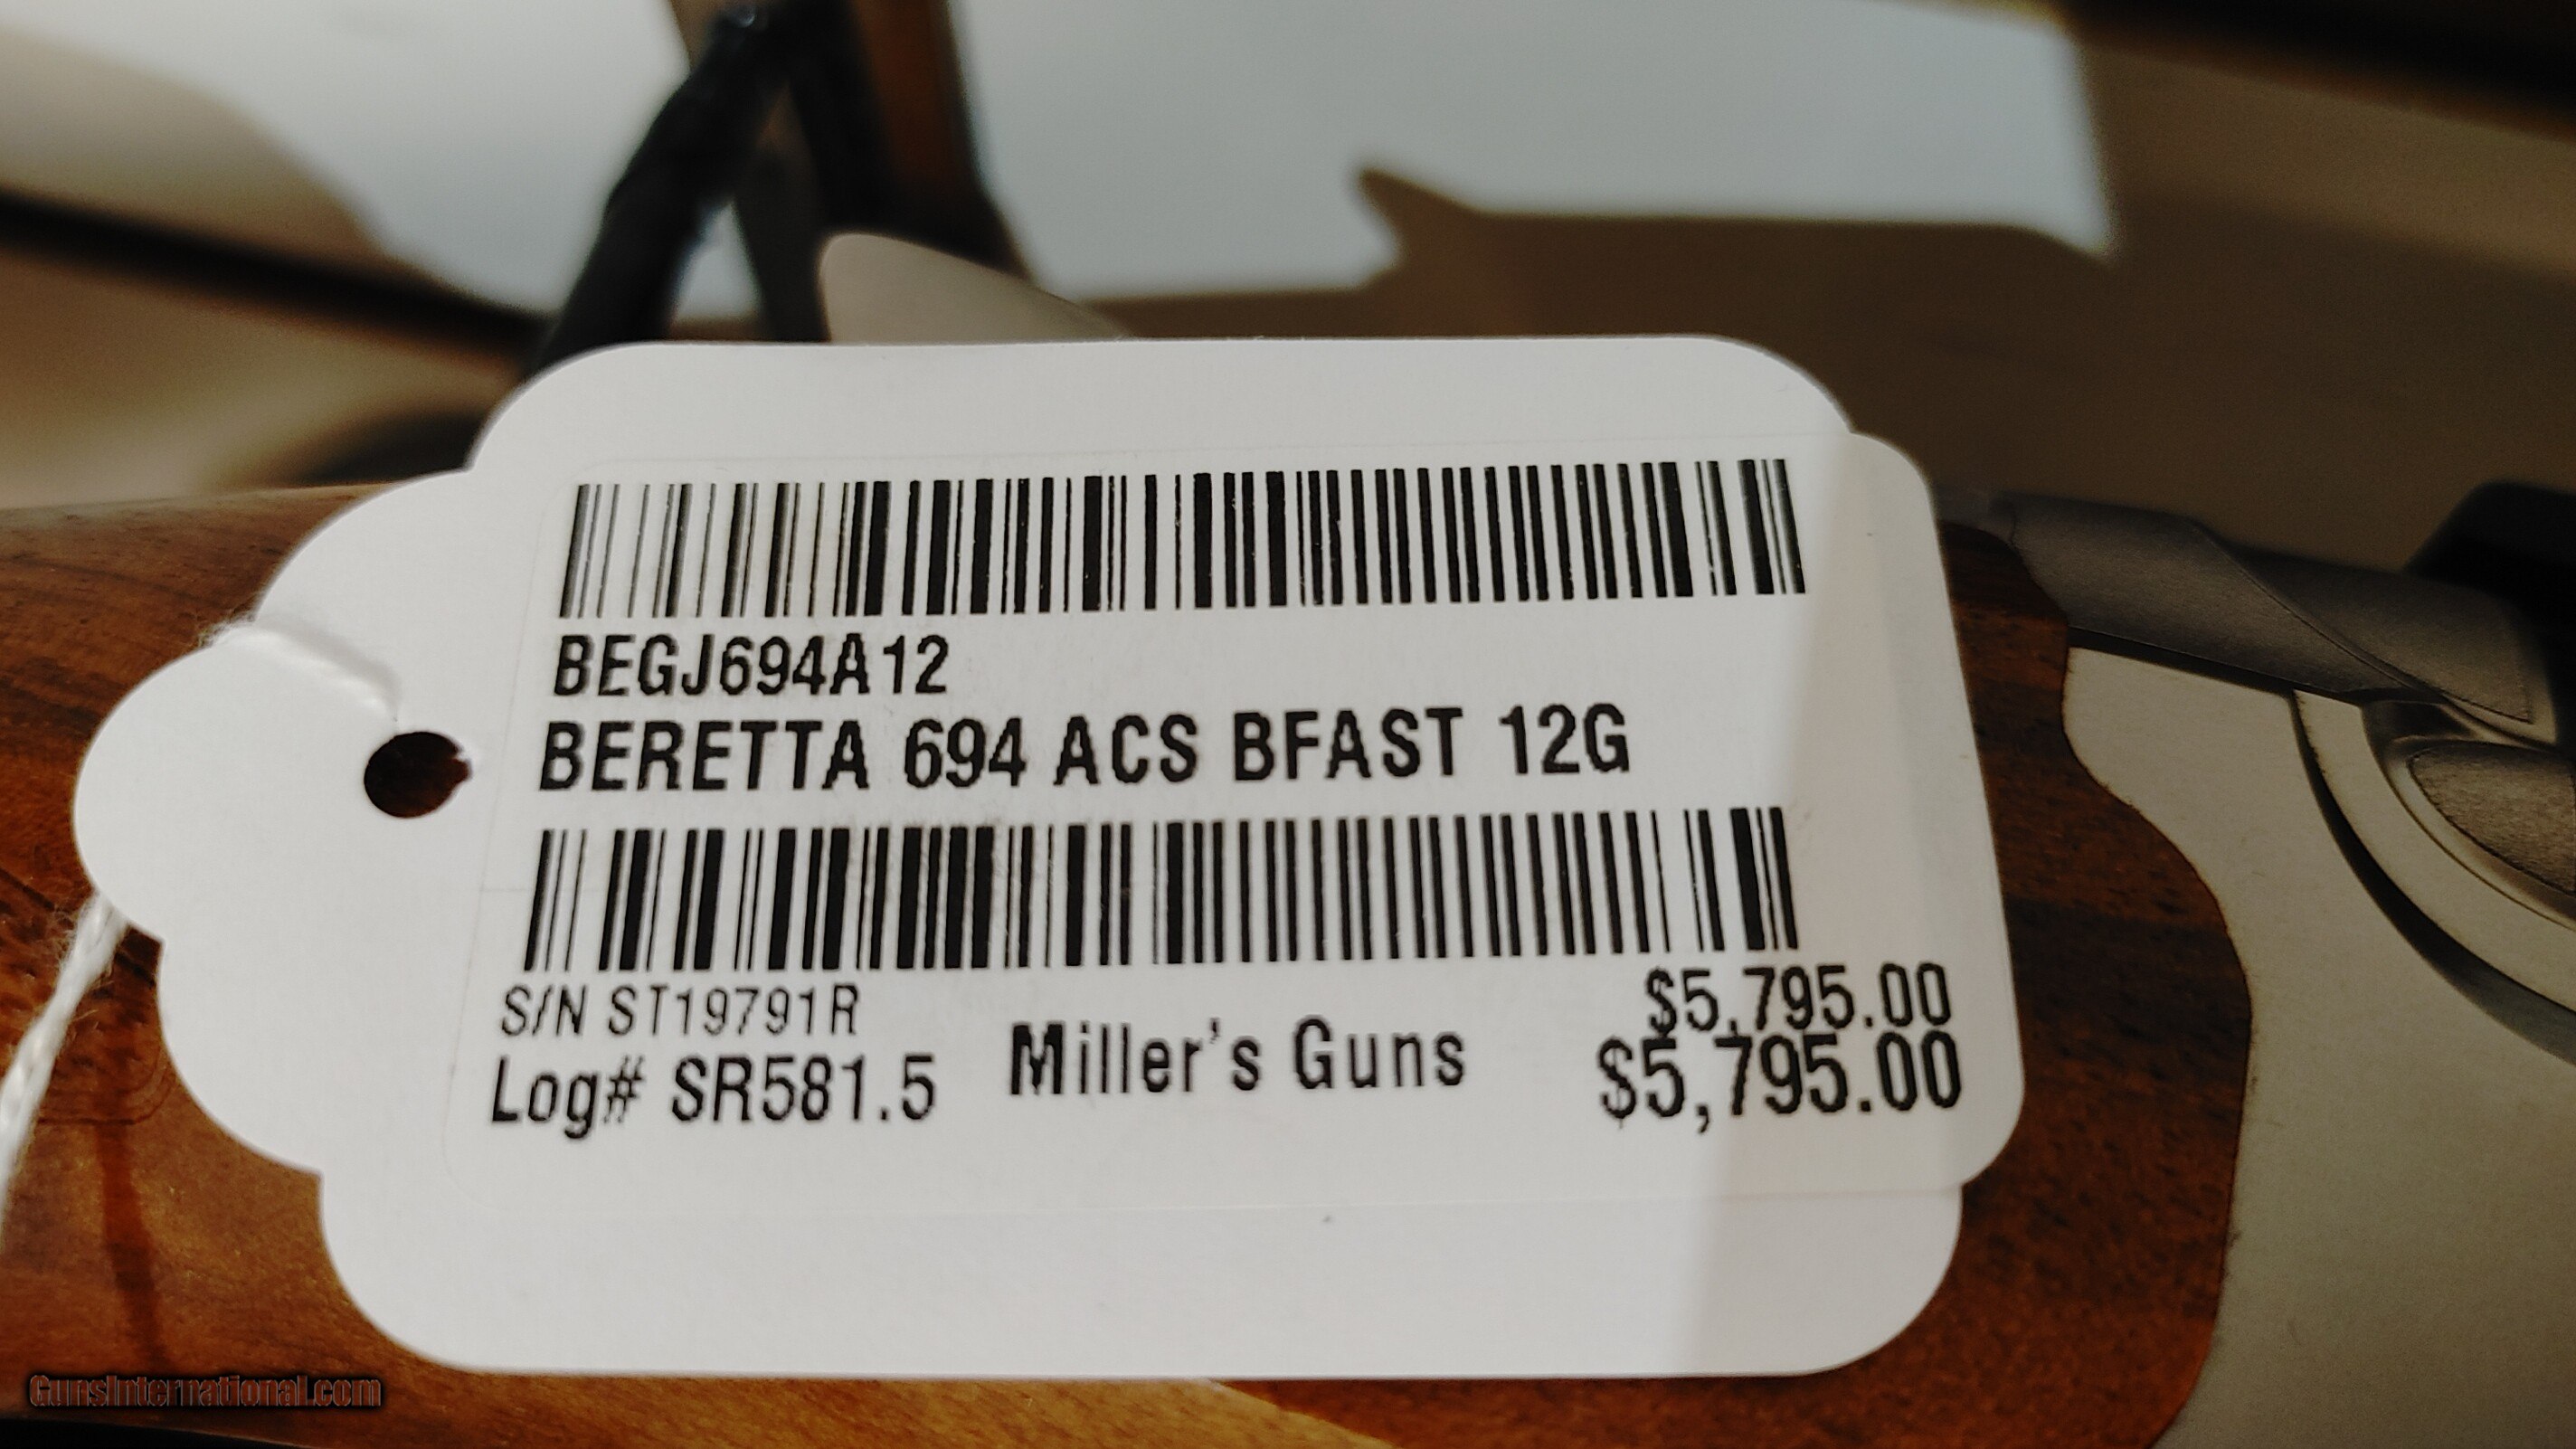 BEGJ694A12
BERETTA 694 ACS BFAST 12G
S/N ST19791R
$5,795.00
Log# SR581.5
Miller's Guns
$5,795.00
GunsInternational.com